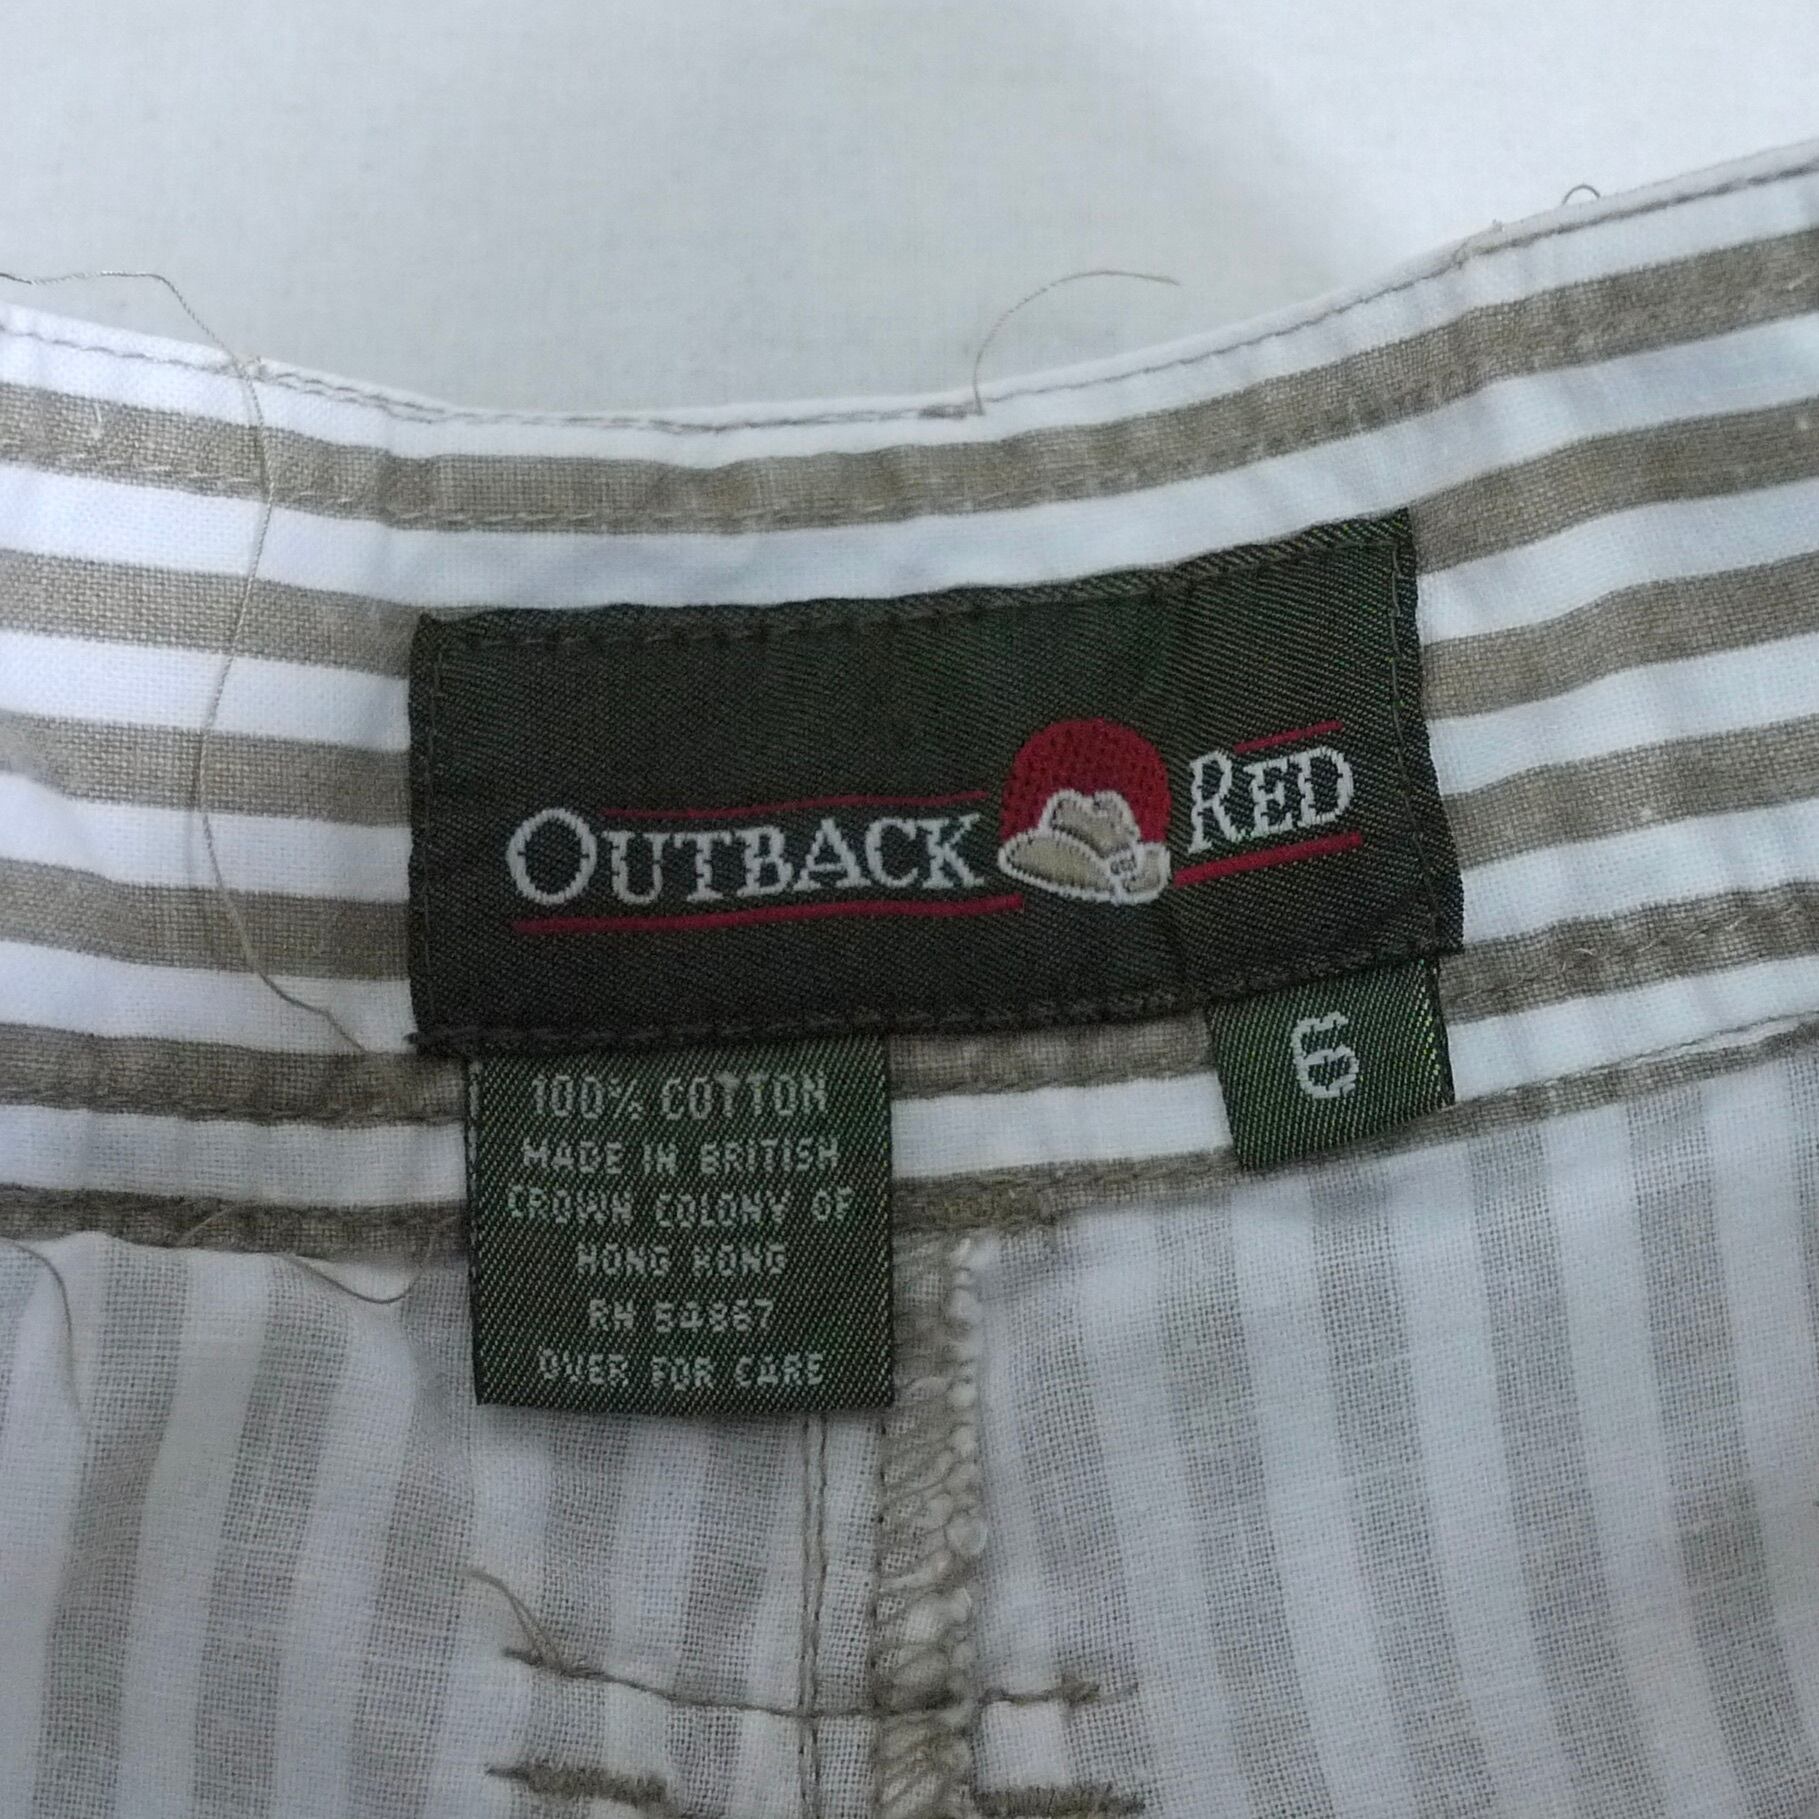 OUTBACK RED
6
100% COTTON
MADE IN BRITISH
CROWN COLONY OF
HONG KONG
RN 54867
OVER FOR CARE